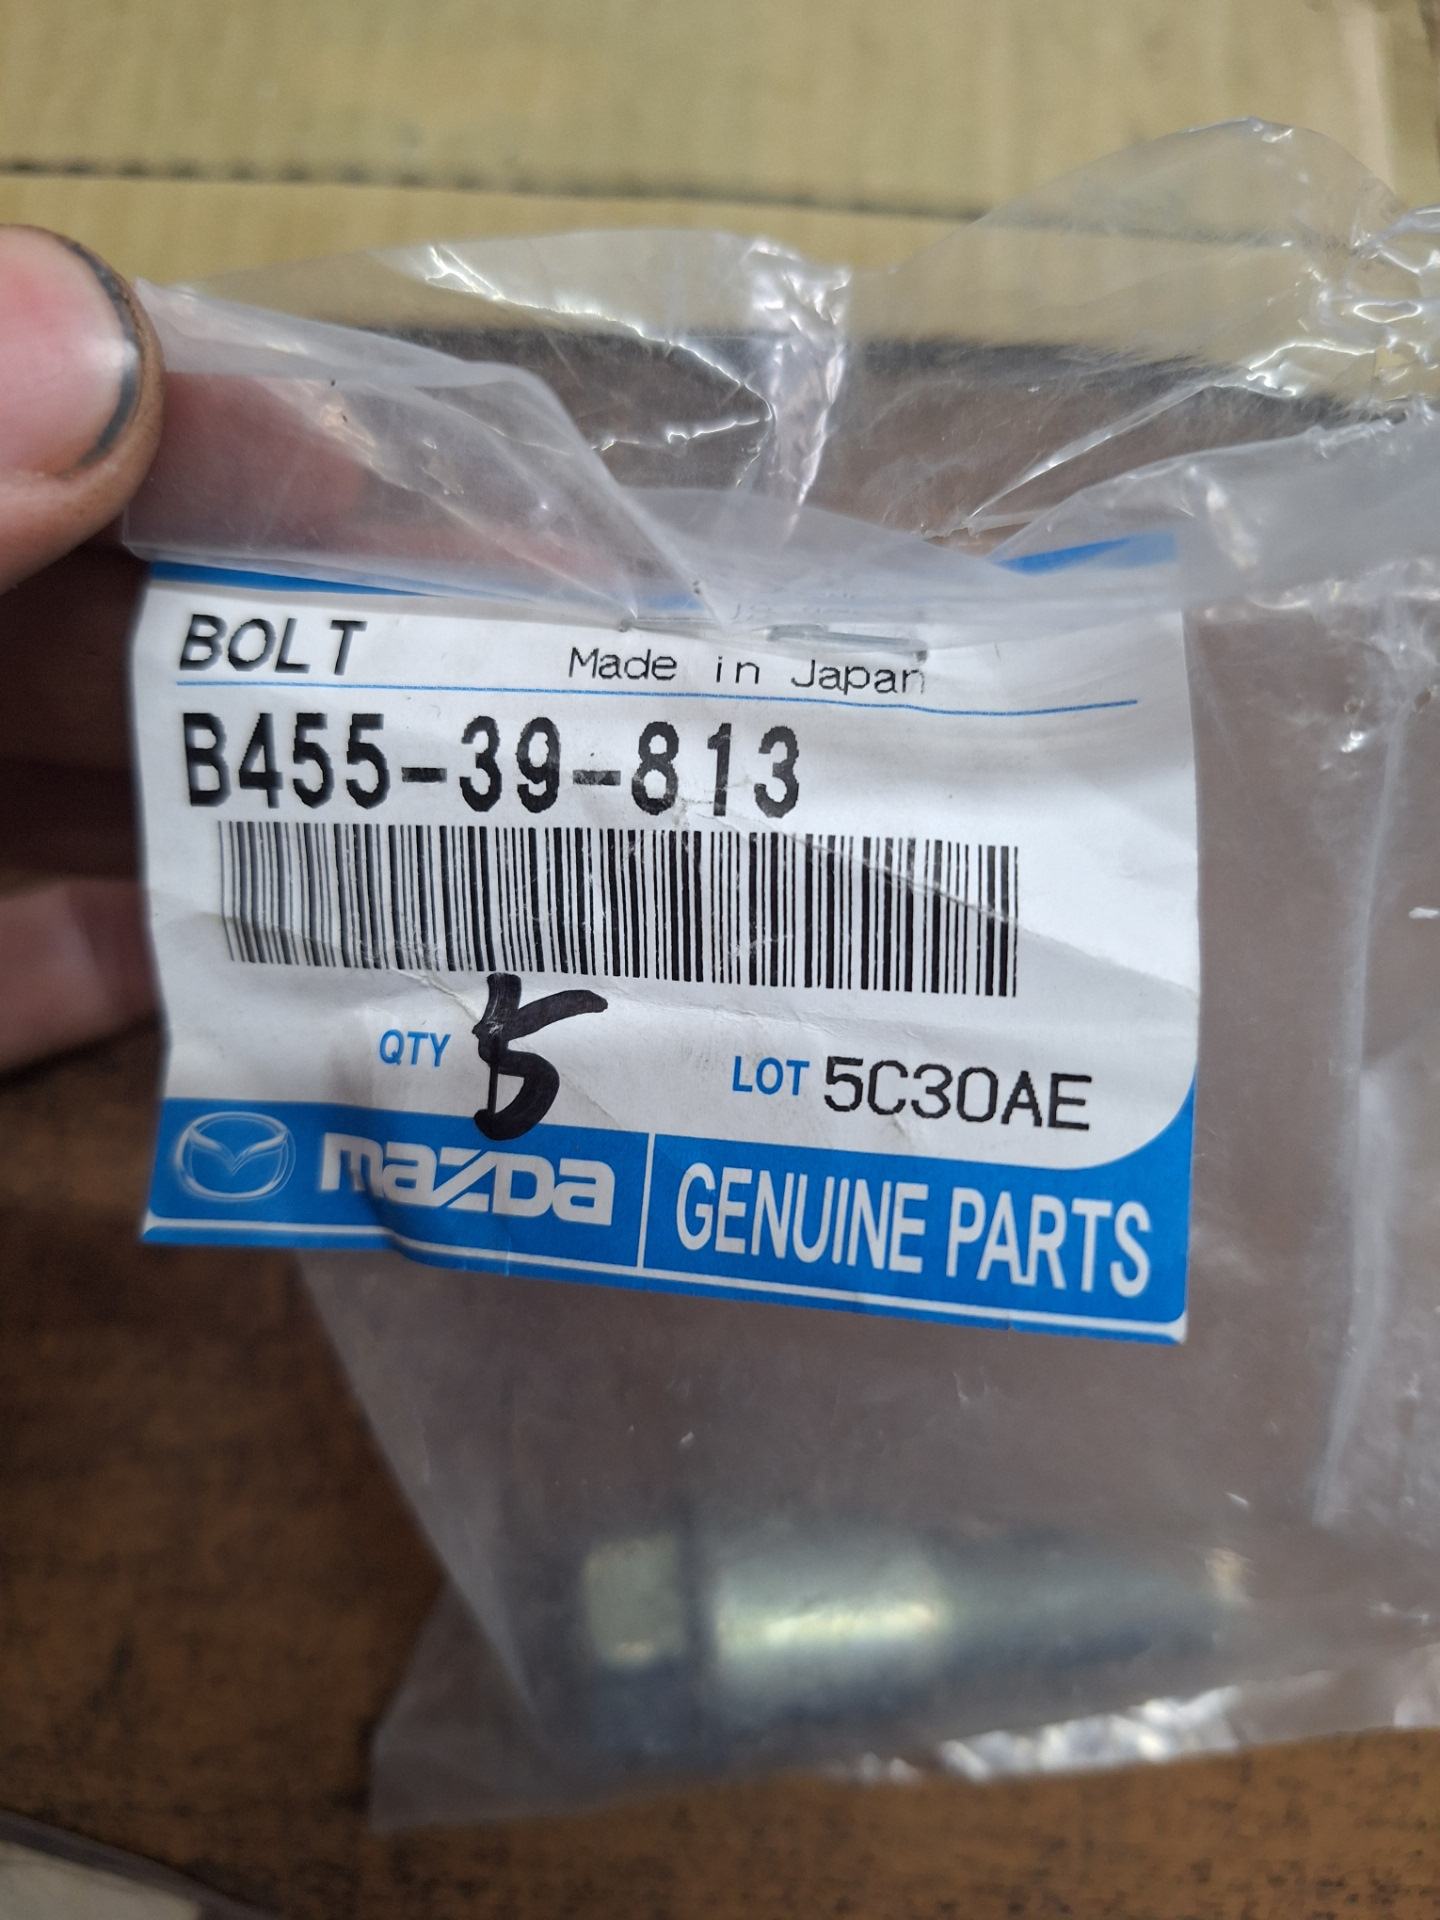 BOLT Made in Japan
B455-39-813
QTY 5 LOT 5C30AE
mazda GENUINE PARTS